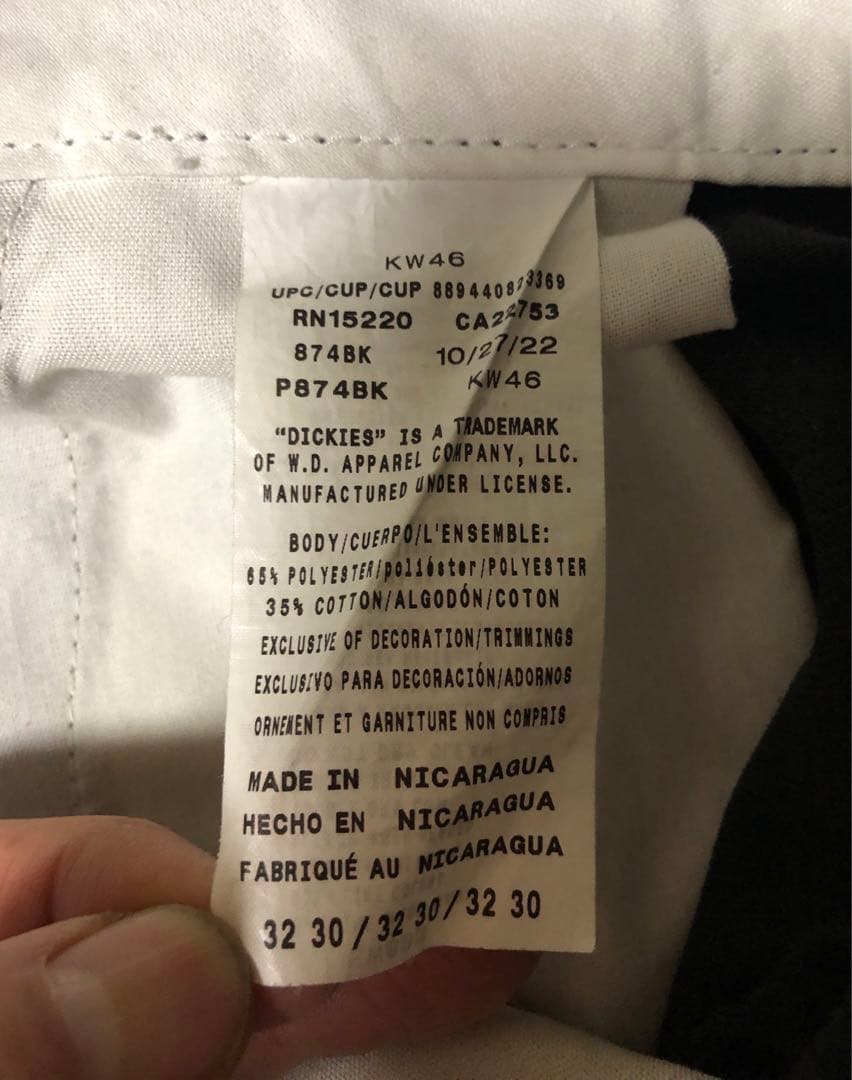 KW46
UPC/CUP/CUP 889440873369
RN15220 CA22753
874BK 10/27/22
P874BK KW46
“DICKIES” IS A TRADEMARK
OF W.D. APPAREL COMPANY, LLC.
MANUFACTURED UNDER LICENSE.
BODY/CUERPO/L'ENSEMBLE:
65% POLYESTER/poliéster/POLYESTER
35% COTTON/ALGODÓN/COTON
EXCLUSIVE OF DECORATION/TRIMMINGS
EXCLUSIVO PARA DECORACIÓN/ADORNOS
ORNEMENT ET GARNITURE NON COMPRIS
MADE IN NICARAGUA
HECHO EN NICARAGUA
FABRIQUÉ AU NICARAGUA
32 30 / 32 30 / 32 30